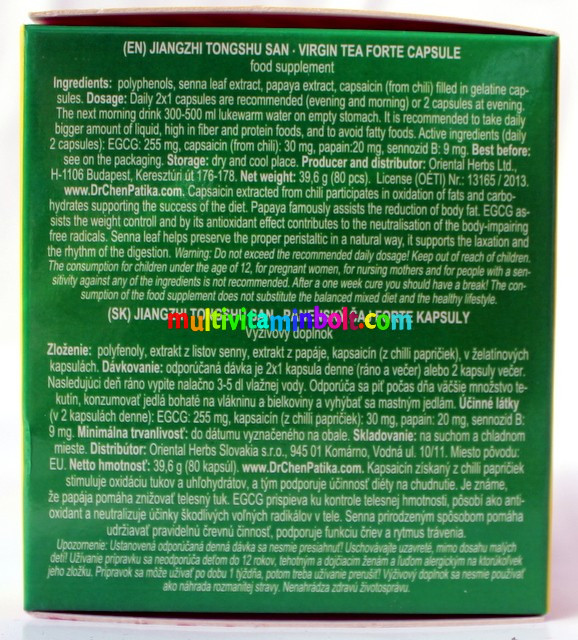 (EN) JIANGZHI TONGSHU SAN - VIRGIN TEA FORTE CAPSULE
food supplement
Ingredients: polyphenols, senna leaf extract, papaya extract, capsaicin (from chili) filled in gelatine cap-
sules. Dosage: Daily 2x1 capsules are recommended (evening and morning) or 2 capsules at evening.
The next morning drink 300-500 ml lukewarm water on empty stomach. It is recommended to take daily
bigger amount of liquid, high in fiber and protein foods, and to avoid fatty foods. Active ingredients (daily
2 capsules): EGCG: 255 mg, capsaicin (from chili): 30 mg, papain:20 mg, sennozid B: 9 mg. Best before:
see on the packaging. Storage: dry and cool place. Producer and distributor: Oriental Herbs Ltd.,
H-1106 Budapest, Keresztúri út 176-178. Net weight: 39,6 g (80 pcs). License (OÉTI) Nr.: 13165 / 2013.
www.DrChenPatika.com. Capsaicin extracted from chili participates in oxidation of fats and carbo-
hydrates supporting the success of the diet. Papaya famously assists the reduction of body fat. EGCG as-
sists the weight controll and by its antioxidant effect contributes to the neutralisation of the body-impairing
free radicals. Senna leaf helps preserve the proper peristaltic in a natural way, it supports the laxation and
the rhythm of the digestion. Warning: Do not exceed the recommended daily dosage! Keep out of reach of children.
The consumption for children under the age of 12, for pregnant women, for nursing mothers and for people with a sen-
sitivity against any of the ingredients is not recommended. After a one week cure you should have a break! The con-
sumption of the food supplement does not substitute the balanced mixed diet and the healthy lifestyle.
(SK) JIANGZHI TONGSHU SAN - PANENSKÝ ČAJ FORTE KAPSULY
multivitaminbolt.com
Výživový doplnok
Zloženie: polyfenoly, extrakt z listov senny, extrakt z papáje, kapsaicín (z chilli papričiek), v želatinových
kapsulách. Dávkovanie: odporúčaná dávka je 2x1 kapsula denne (ráno a večer) alebo 2 kapsuly večer.
Nasledujúci deň ráno vypite nalačno 3-5 dl vlažnej vody. Odporúča sa piť počas dňa väčšie množstvo te-
kutín, konzumovať jedlá bohaté na vlákninu a bielkoviny a vyhýbať sa mastným jedlám. Účinné látky
(v 2 kapsulách denne): EGCG: 255 mg, kapsaicín (z chilli papričiek): 30 mg, papain: 20 mg, sennozid B:
9 mg. Minimálna trvanlivosť: do dátumu vyznačeného na obale. Skladovanie: na suchom a chladnom
mieste. Distribútor: Oriental Herbs Slovakia s.r.o., 945 01 Komárno, Vodná ul. 10/11. Miesto pôvodu:
EU. Netto hmotnosť: 39,6 g (80 kapsúl). www.DrChenPatika.com. Kapsaicín získaný z chilli papričiek
stimuluje oxidáciu tukov a uhľohydrátov, a tým podporuje účinnosť diéty na chudnutie. Je známe,
že papája pomáha znižovať telesný tuk. EGCG prispieva ku kontrole telesnej hmotnosti, pôsobí ako anti-
oxidant a neutralizuje účinky škodlivých voľných radikálov v tele. Senna prirodzeným spôsobom pomáha
udržiavať pravidelnú črevnú činnosť, podporuje funkciu čriev a rytmus trávenia.
Upozornenie: Ustanovená odporúčaná denná dávka sa nesmie presiahnuť! Uschovávajte uzavreté, mimo dosahu malých
detí! Užívanie prípravku sa neodporúča deťom do 12 rokov, tehotným a dojčiacim ženám a ľuďom alergickým na ktorúkoľvek
jeho zložku. Prípravok sa môže užívať po dobu 1 týždňa, potom treba užívanie prerušiť! Výživový doplnok sa nesmie používať
ako náhrada rozmanitej stravy. Nenahrádza zdravú životosprávu.